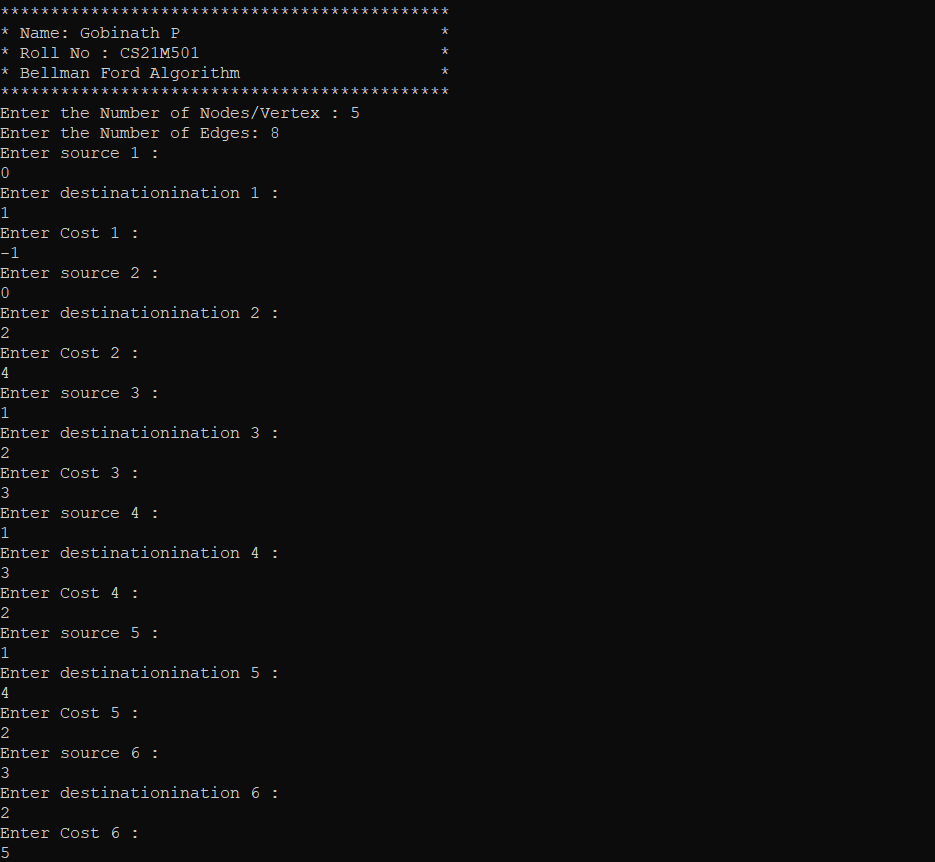 *********************************************
* Name: Gobinath P                          *
* Roll No : CS21M501                        *
* Bellman Ford Algorithm                    *
*********************************************
Enter the Number of Nodes/Vertex : 5
Enter the Number of Edges: 8
Enter source 1 :
0
Enter destinationination 1 :
1
Enter Cost 1 :
-1
Enter source 2 :
0
Enter destinationination 2 :
2
Enter Cost 2 :
4
Enter source 3 :
1
Enter destinationination 3 :
2
Enter Cost 3 :
3
Enter source 4 :
1
Enter destinationination 4 :
3
Enter Cost 4 :
2
Enter source 5 :
1
Enter destinationination 5 :
4
Enter Cost 5 :
2
Enter source 6 :
3
Enter destinationination 6 :
2
Enter Cost 6 :
5